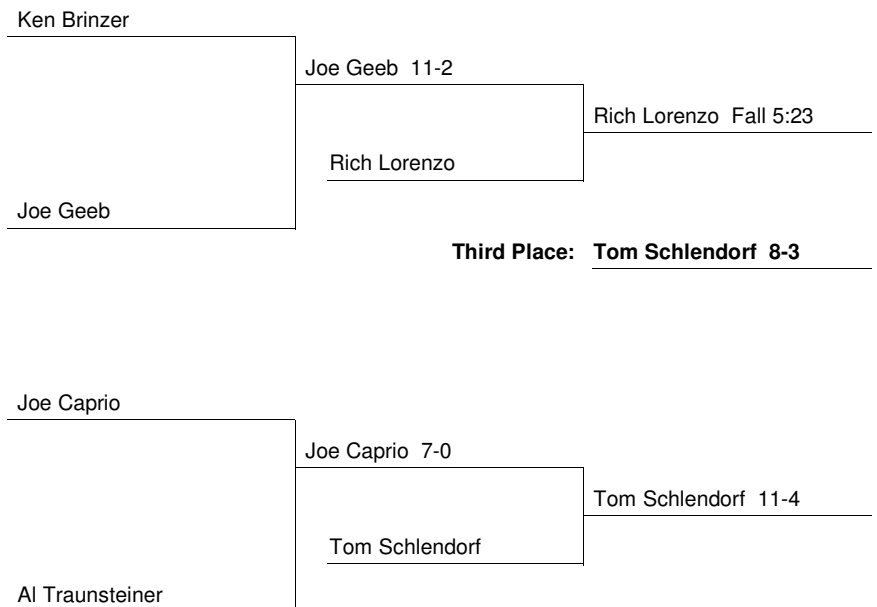 Ken Brinzer
Joe Geeb 11-2
Rich Lorenzo Fall 5:23
Rich Lorenzo
Joe Geeb
Third Place: Tom Schlendorf 8-3
Joe Caprio
Joe Caprio 7-0
Tom Schlendorf 11-4
Tom Schlendorf
Al Traunsteiner